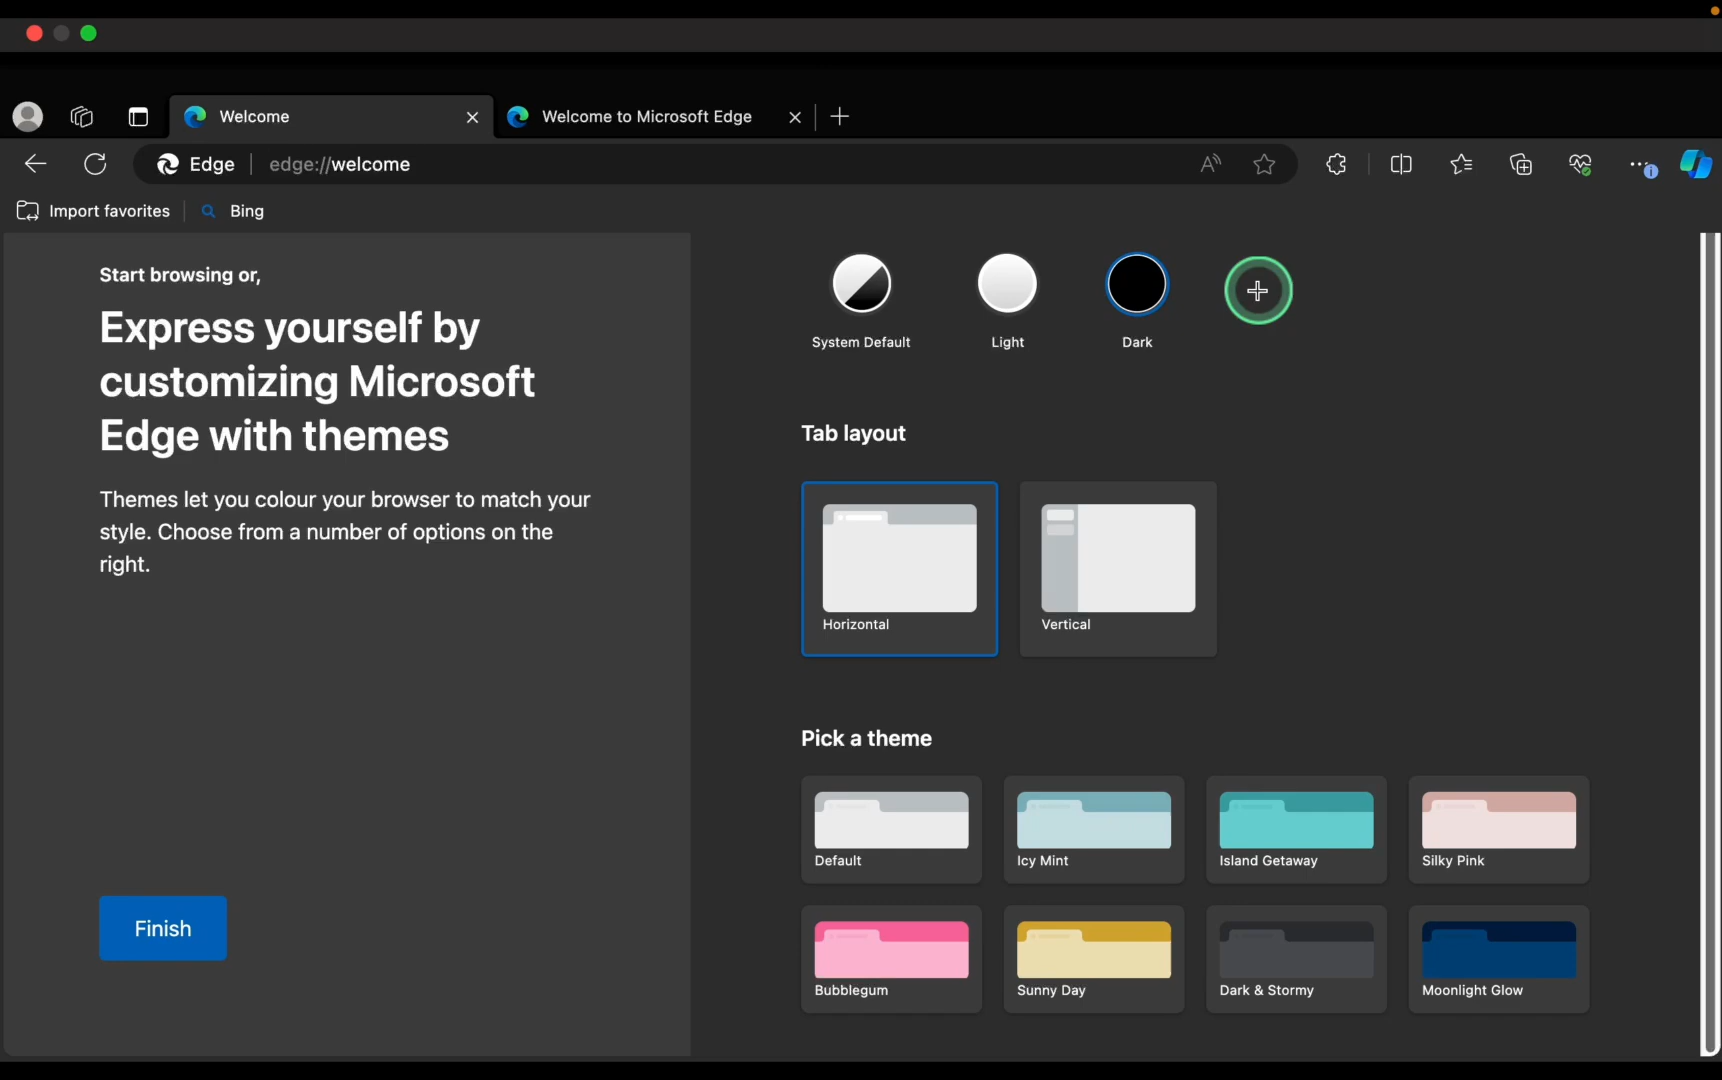 Welcome
Welcome to Microsoft Edge
Edge
edge://welcome
Import favorites
Bing
Start browsing or,
Express yourself by
customizing Microsoft
Edge with themes
Themes let you colour your browser to match your
style. Choose from a number of options on the
right.
Finish
System Default
Light
Dark
Tab layout
Horizontal
Vertical
Pick a theme
Default
Icy Mint
Island Getaway
Silky Pink
Bubblegum
Sunny Day
Dark & Stormy
Moonlight Glow